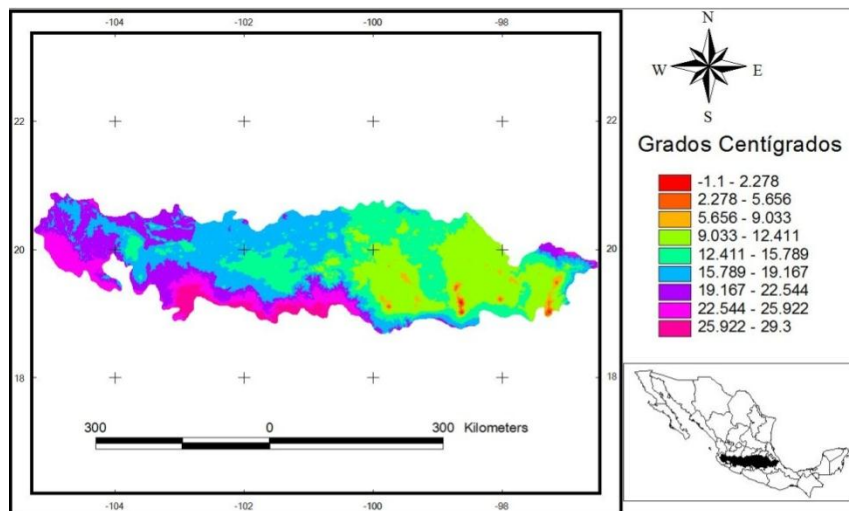 -104 -102 -100 -98
N
W E
S
22 22
Grados Centígrados
-1.1 - 2.278
2.278 - 5.656
5.656 - 9.033
9.033 - 12.411
12.411 - 15.789
15.789 - 19.167
19.167 - 22.544
22.544 - 25.922
25.922 - 29.3
20 20
18 18
300 0 300 Kilometers
-104 -102 -100 -98